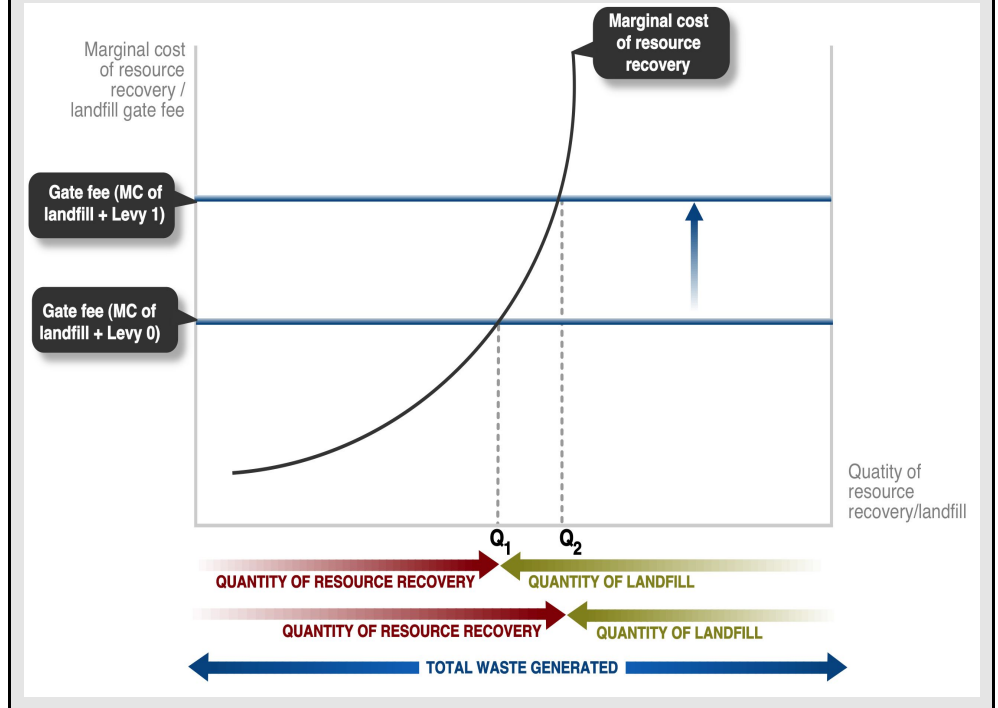 Marginal cost
of resource
recovery /
landfill gate fee
Marginal cost
of resource
recovery
Gate fee (MC of
landfill + Levy 1)
Gate fee (MC of
landfill + Levy 0)
Quatity of
resource
recovery/landfill
Q1 Q2
QUANTITY OF RESOURCE RECOVERY QUANTITY OF LANDFILL
QUANTITY OF RESOURCE RECOVERY QUANTITY OF LANDFILL
TOTAL WASTE GENERATED